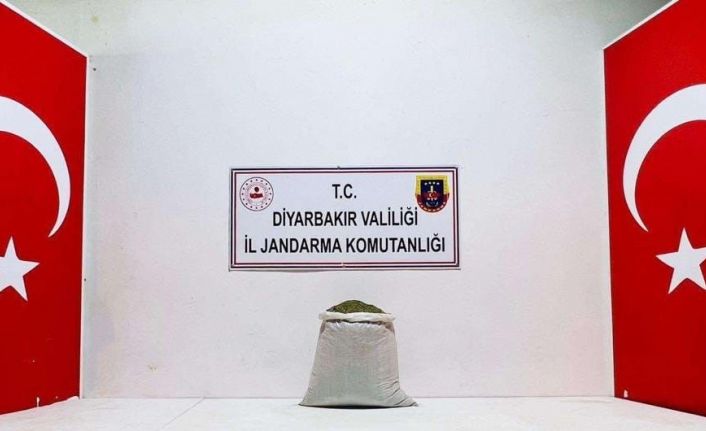 T.C.
DİYARBAKIR VALİLİĞİ
İL JANDARMA KOMUTANLIĞI